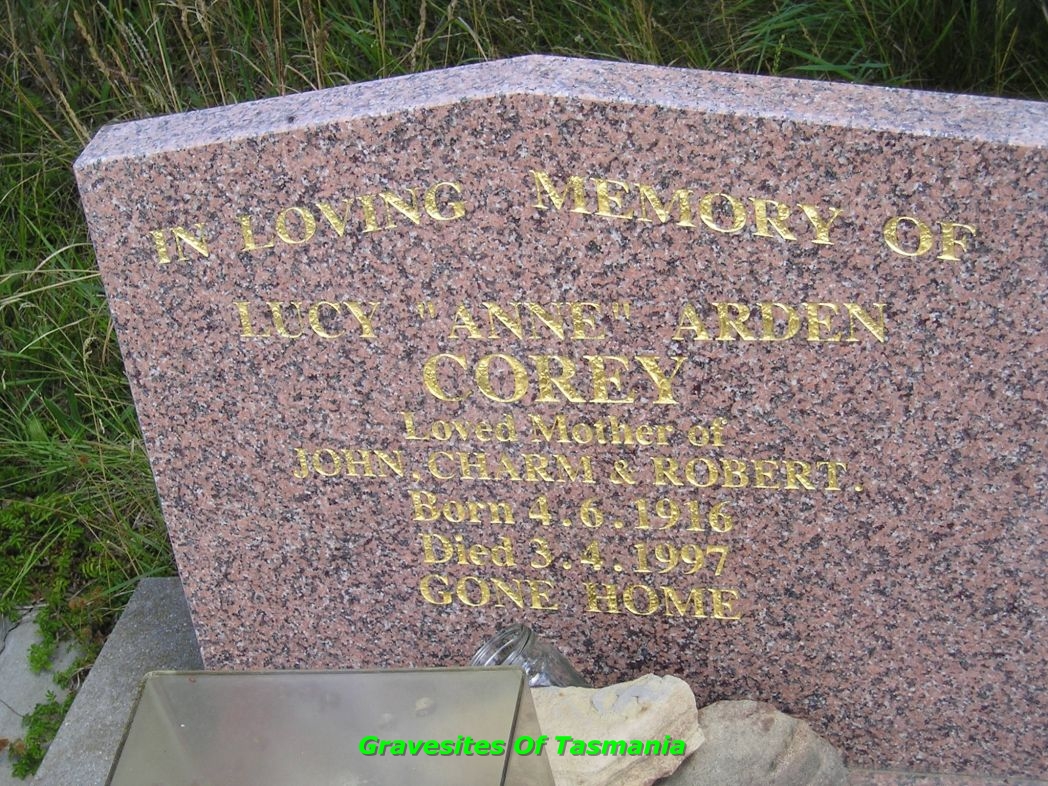 IN LOVING MEMORY OF
LUCY "ANNE" ARDEN
COREY
Loved Mother of
JOHN, CHARM & ROBERT.
Born 4.6.1916
Died 3.4.1997
GONE HOME
Gravesites Of Tasmania